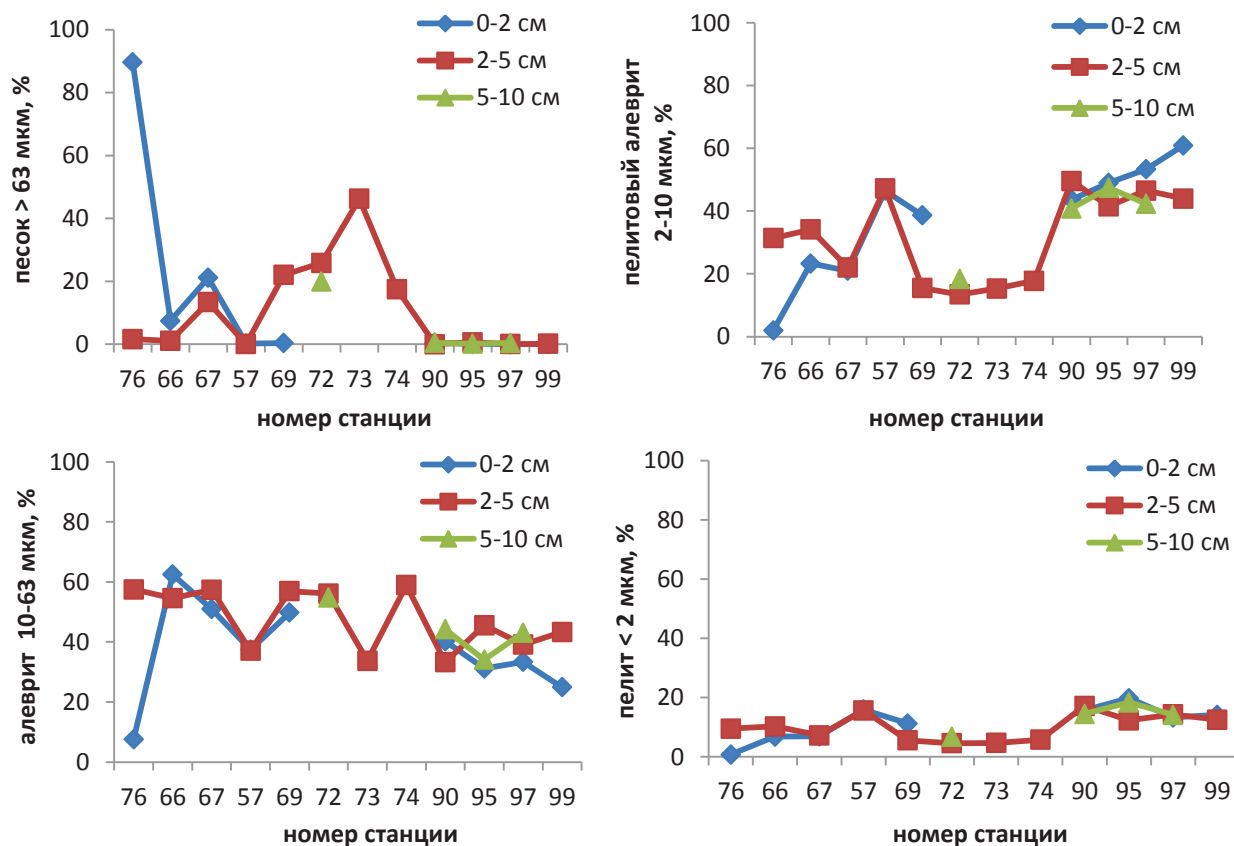 песок > 63 мкм, %
100
80
60
40
20
0
0-2 см
2-5 см
5-10 см
76 66 67 57 69 72 73 74 90 95 97 99
номер станции
пелитовый алеврит
2-10 мкм, %
100
80
60
40
20
0
0-2 см
2-5 см
5-10 см
76 66 67 57 69 72 73 74 90 95 97 99
номер станции
алеврит 10-63 мкм, %
100
80
60
40
20
0
0-2 см
2-5 см
5-10 см
76 66 67 57 69 72 73 74 90 95 97 99
номер станции
пелит < 2 мкм, %
100
80
60
40
20
0
0-2 см
2-5 см
5-10 см
76 66 67 57 69 72 73 74 90 95 97 99
номер станции